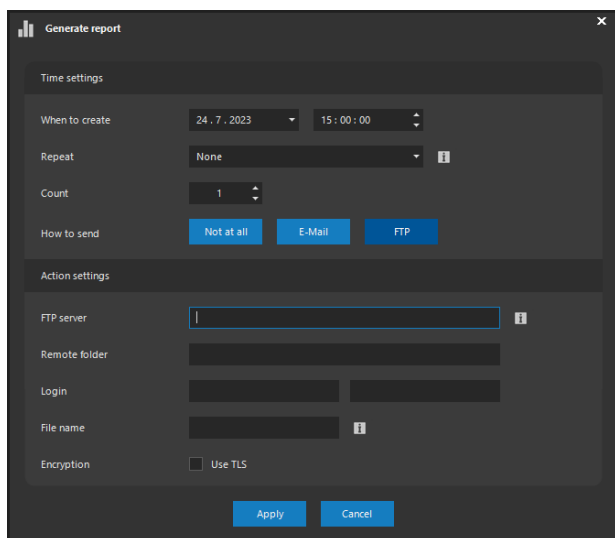 Generate report
Time settings
When to create 24 . 7 . 2023 15 : 00 : 00
Repeat None
Count 1
How to send Not at all E-Mail FTP
Action settings
FTP server
Remote folder
Login
File name
Encryption Use TLS
Apply Cancel